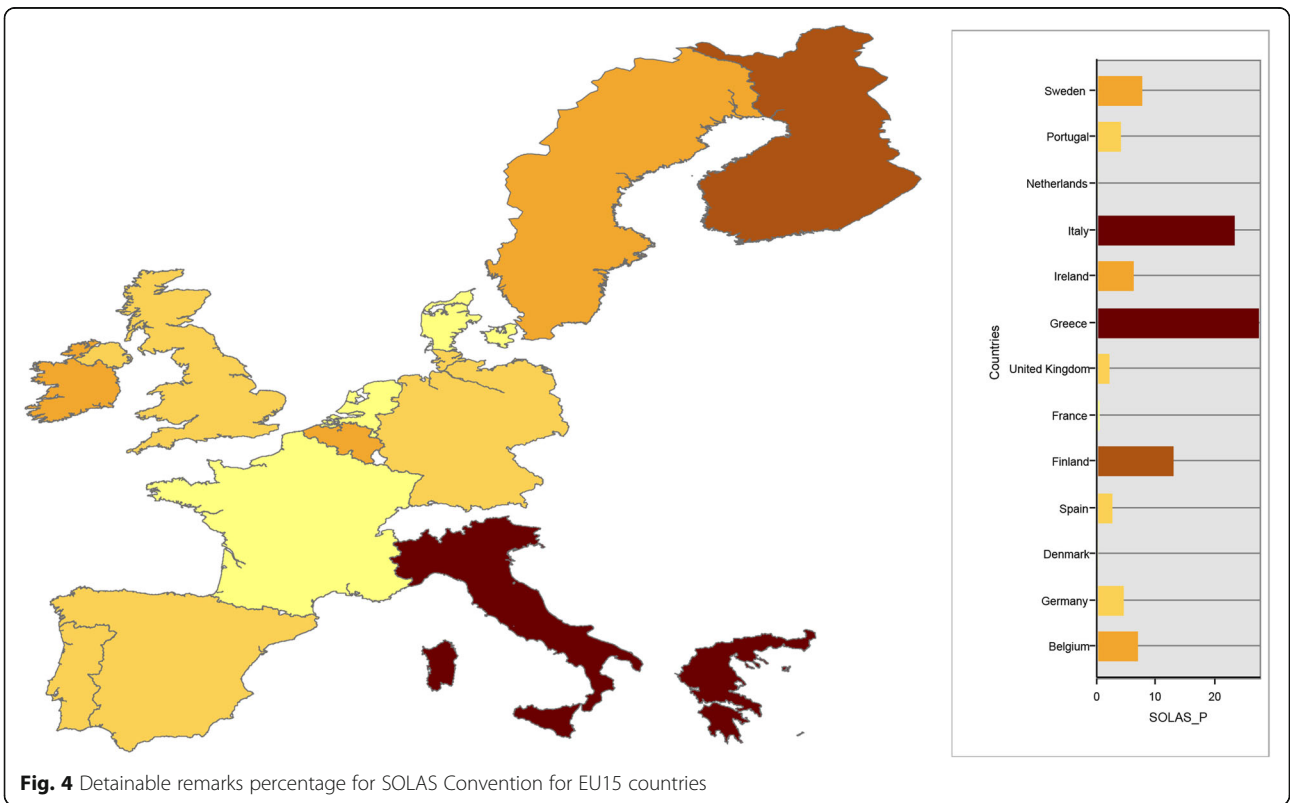 Sweden
Portugal
Netherlands
Italy
Ireland
Greece
United Kingdom
France
Finland
Spain
Denmark
Germany
Belgium
Countries
0 10 20
SOLAS_P
Fig. 4 Detainable remarks percentage for SOLAS Convention for EU15 countries